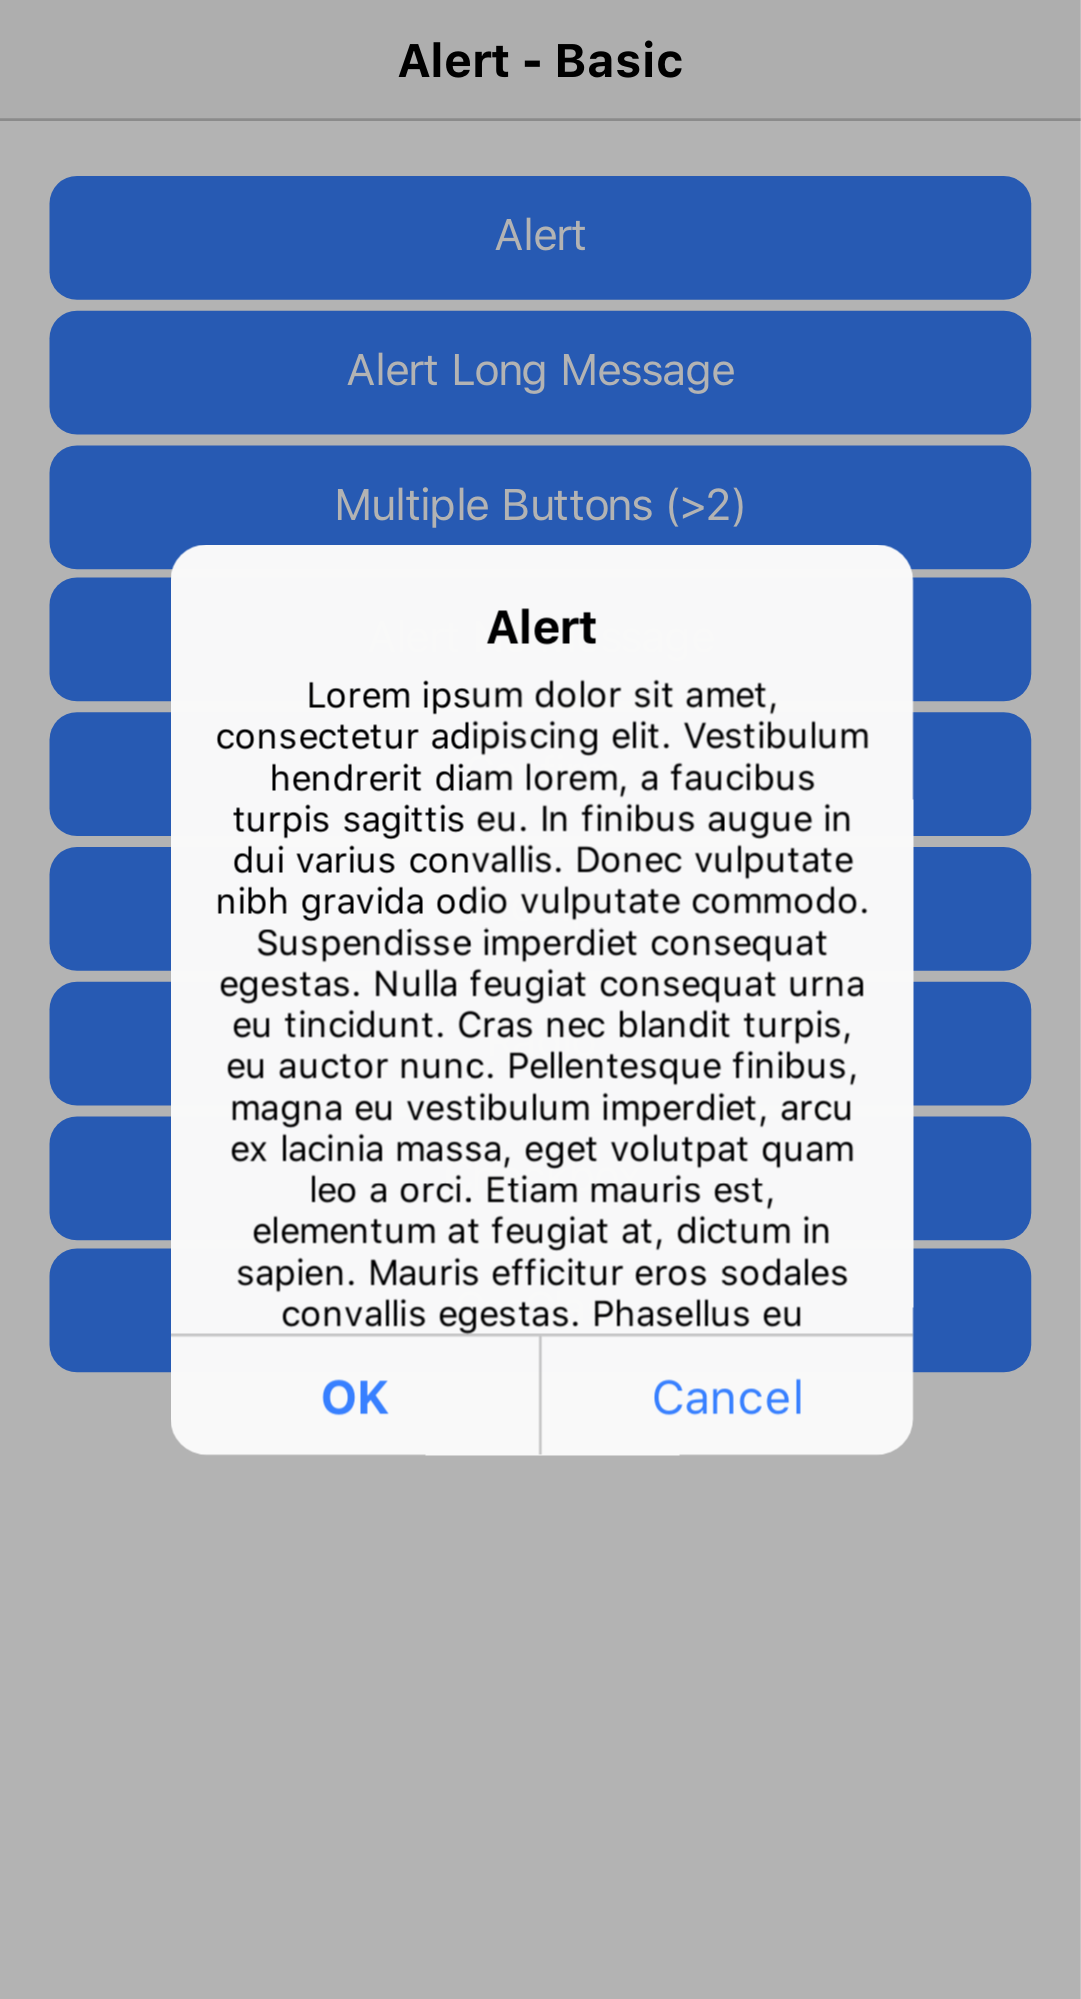 Alert - Basic
Alert
Alert Long Message
Multiple Buttons (>2)
Alert
Lorem ipsum dolor sit amet,
consectetur adipiscing elit. Vestibulum
hendrerit diam lorem, a faucibus
turpis sagittis eu. In finibus augue in
dui varius convallis. Donec vulputate
nibh gravida odio vulputate commodo.
Suspendisse imperdiet consequat
egestas. Nulla feugiat consequat urna
eu tincidunt. Cras nec blandit turpis,
eu auctor nunc. Pellentesque finibus,
magna eu vestibulum imperdiet, arcu
ex lacinia massa, eget volutpat quam
leo a orci. Etiam mauris est,
elementum at feugiat at, dictum in
sapien. Mauris efficitur eros sodales
convallis egestas. Phasellus eu
OK
Cancel